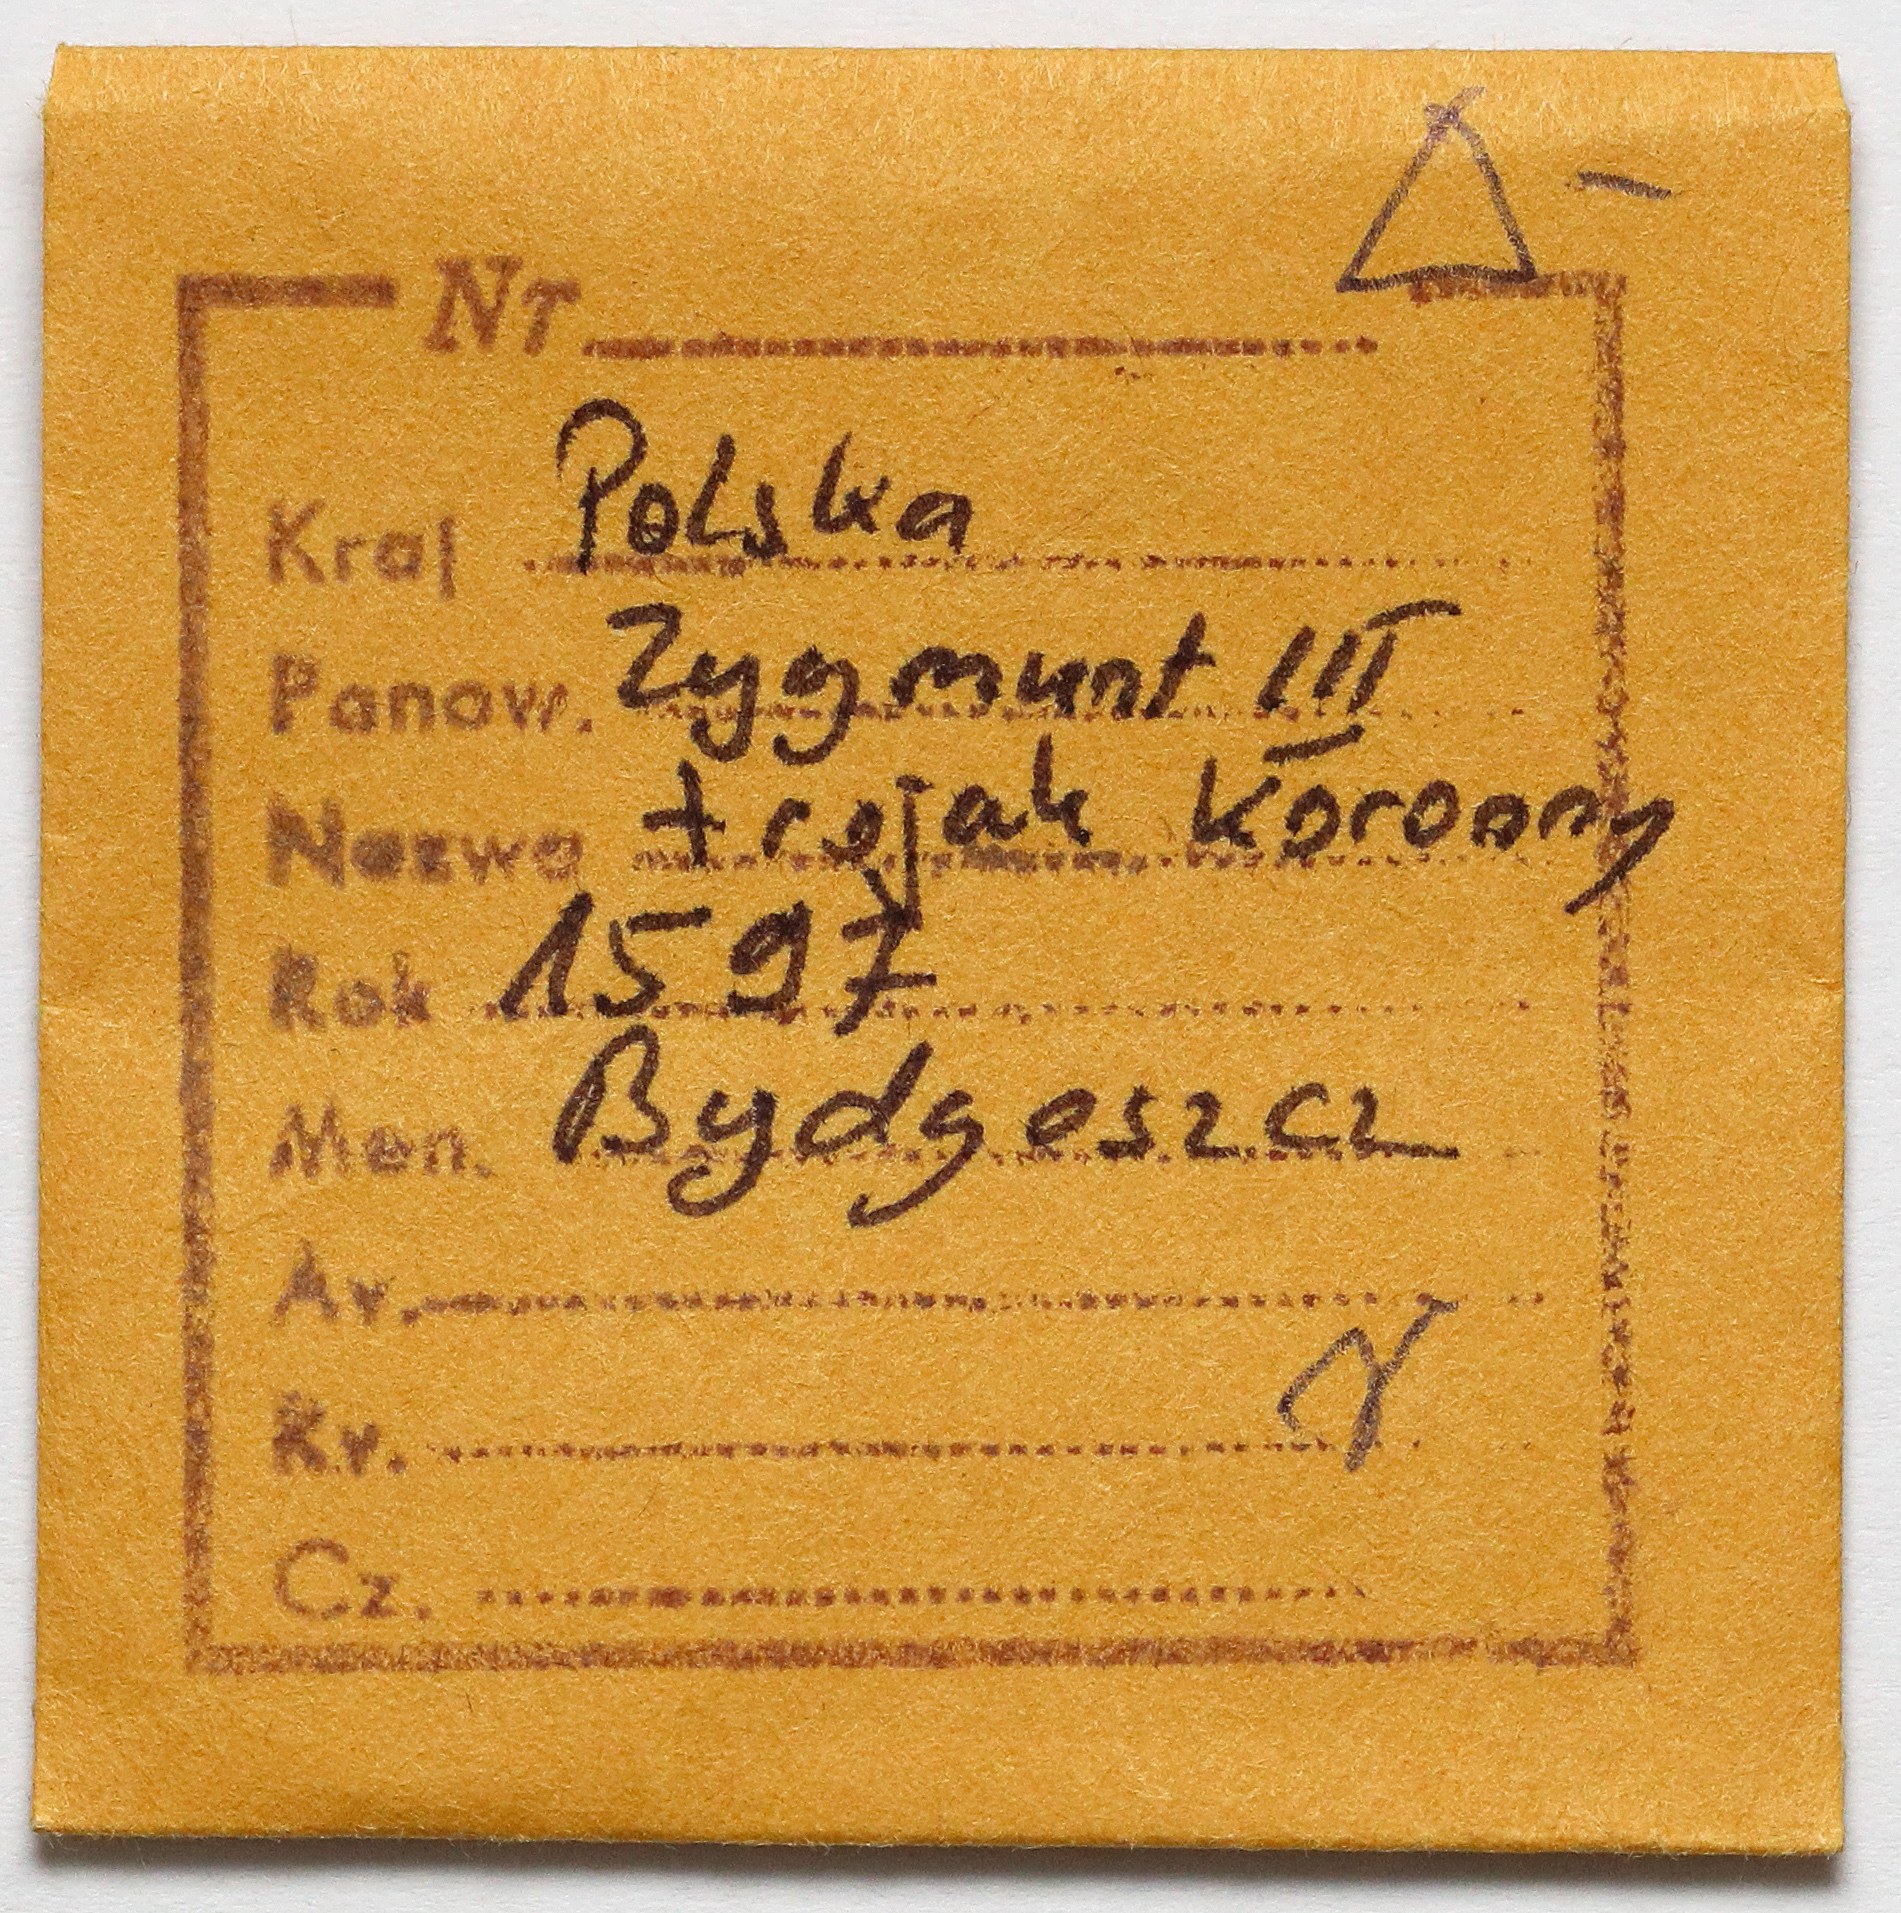 Nr
Kraj Polska
Panow. Zygmunt III
Nazwa trojak koronny
Rok 1597
Men. Bydgoszcz
Av.
Rv.
Cz.